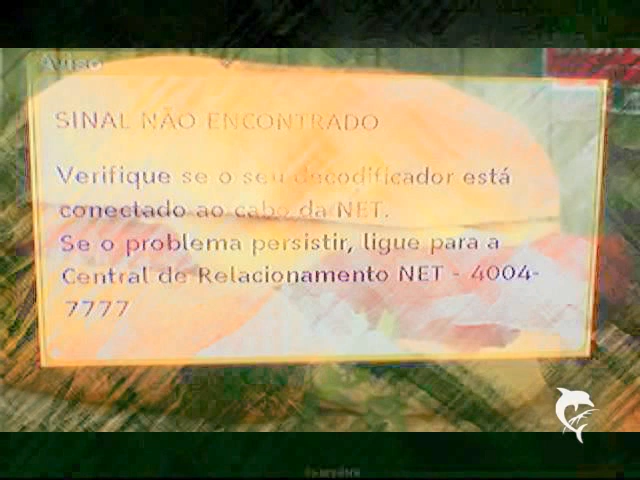 Aviso
SINAL NÃO ENCONTRADO
Verifique se o seu decodificador está
conectado ao cabo da NET.
Se o problema persistir, ligue para a
Central de Relacionamento NET - 4004-
7777